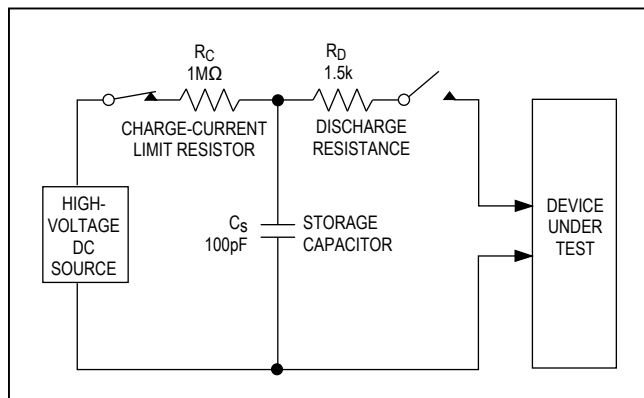 RC
1MΩ
CHARGE-CURRENT
LIMIT RESISTOR
RD
1.5k
DISCHARGE
RESISTANCE
HIGH-
VOLTAGE
DC
SOURCE
Cs
100pF
STORAGE
CAPACITOR
DEVICE
UNDER
TEST